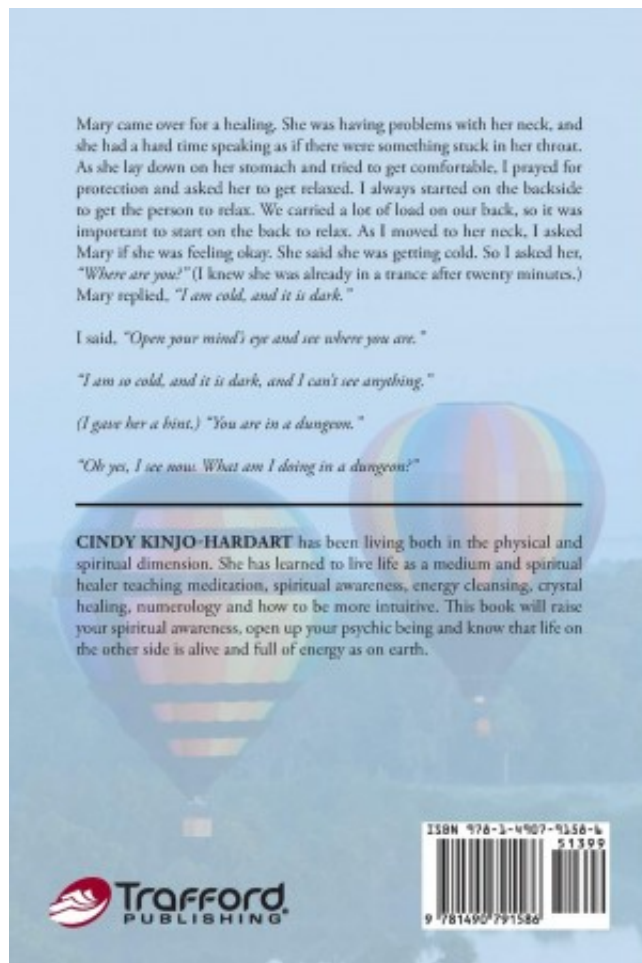 Mary came over for a healing. She was having problems with her neck, and
she had a hard time speaking as if there were something stuck in her throat.
As she lay down on her stomach and tried to get comfortable, I prayed for
protection and asked her to get relaxed. I always started on the backside
to get the person to relax. We carried a lot of load on our back, so it was
important to start on the back to relax. As I moved to her neck, I asked
Mary if she was feeling okay. She said she was getting cold. So I asked her,
“Where are you?” (I knew she was already in a trance after twenty minutes.)
Mary replied, “I am cold, and it is dark.”
I said, “Open your mind’s eye and see where you are.”
“I am so cold, and it is dark, and I can’t see anything.”
(I gave her a hint.) “You are in a dungeon.”
“Oh yes, I see now. What am I doing in a dungeon?”
CINDY KINJO-HARDART has been living both in the physical and
spiritual dimension. She has learned to live life as a medium and spiritual
healer teaching meditation, spiritual awareness, energy cleansing, crystal
healing, numerology and how to be more intuitive. This book will raise
your spiritual awareness, open up your psychic being and know that life on
the other side is alive and full of energy as on earth.
ISBN 978-1-4907-9158-6
51399
9 781490 791586
Trafford®
PUBLISHING